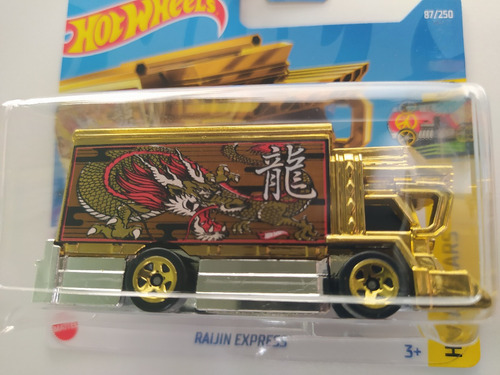 Hot Wheels
87/250
龍
RAIJIN EXPRESS
3+